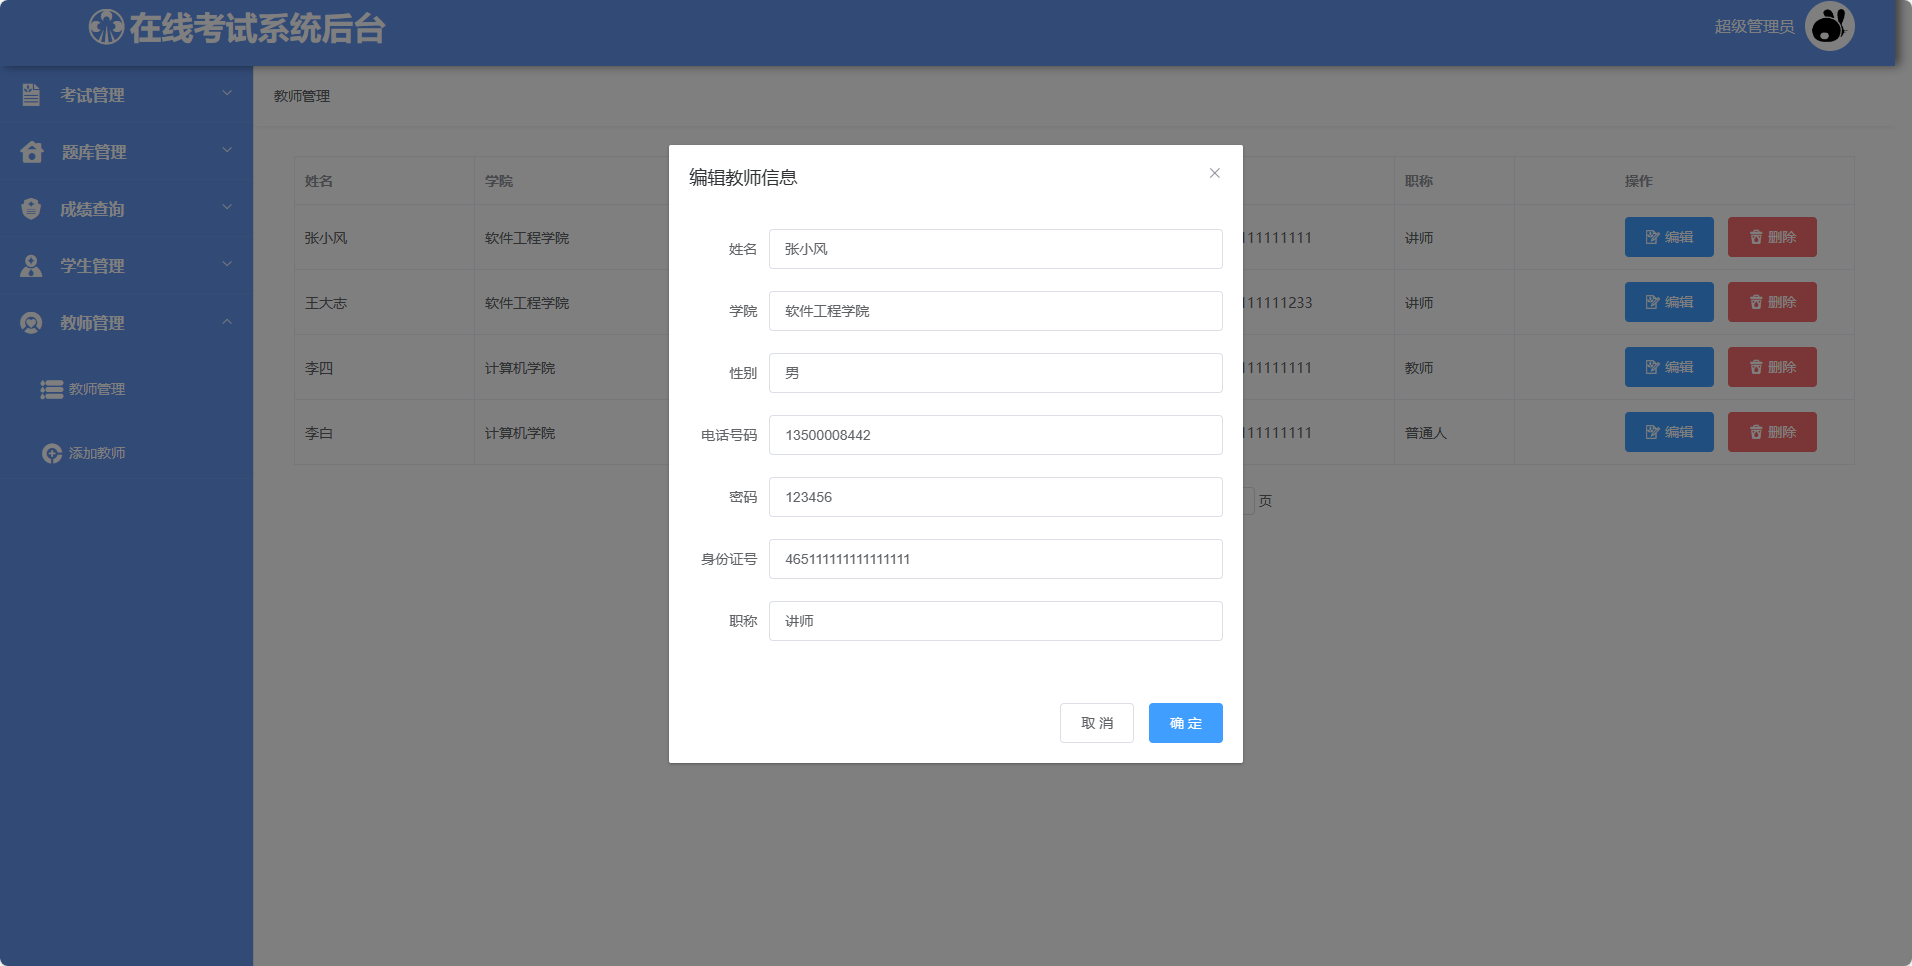 在线考试系统后台
超级管理员
考试管理
题库管理
成绩查询
学生管理
教师管理
教师管理
添加教师
教师管理
姓名 学院 职称 操作
张小风 软件工程学院 111111111 讲师 编辑 删除
王大志 软件工程学院 111111233 讲师 编辑 删除
李四 计算机学院 111111111 教师 编辑 删除
李白 计算机学院 111111111 普通人 编辑 删除
页
编辑教师信息
姓名 张小风
学院 软件工程学院
性别 男
电话号码 13500008442
密码 123456
身份证号 465111111111111111
职称 讲师
取 消 确 定